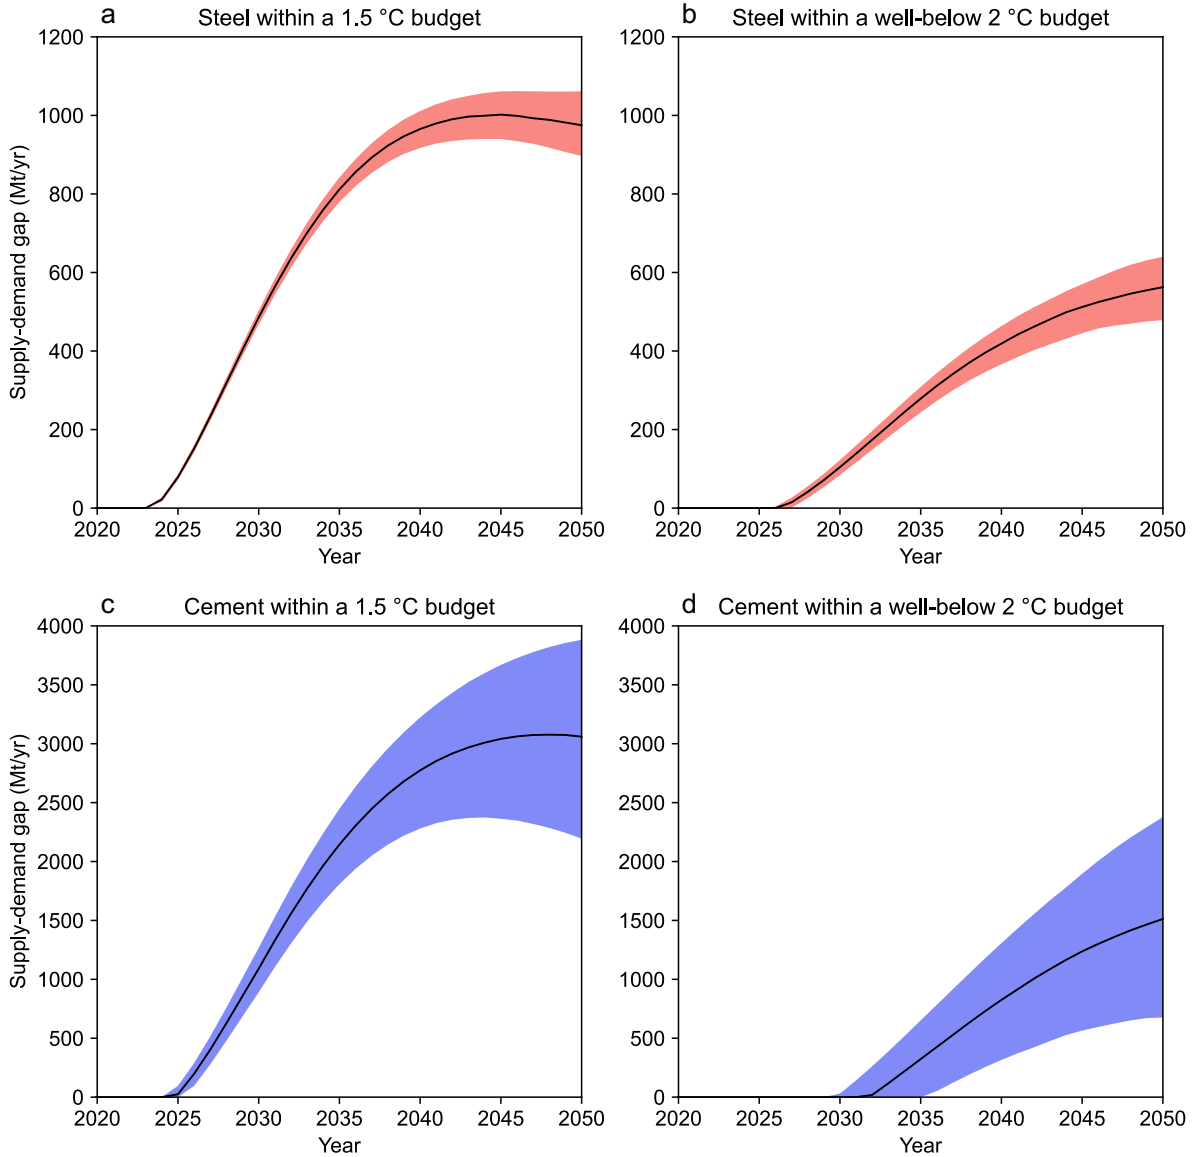 a Steel within a 1.5 °C budget
1200
1000
800
600
400
200
0
Supply-demand gap (Mt/yr)
2020 2025 2030 2035 2040 2045 2050
Year
b Steel within a well-below 2 °C budget
1200
1000
800
600
400
200
0
2020 2025 2030 2035 2040 2045 2050
Year
c Cement within a 1.5 °C budget
4000
3500
3000
2500
2000
1500
1000
500
0
Supply-demand gap (Mt/yr)
2020 2025 2030 2035 2040 2045 2050
Year
d Cement within a well-below 2 °C budget
4000
3500
3000
2500
2000
1500
1000
500
0
2020 2025 2030 2035 2040 2045 2050
Year